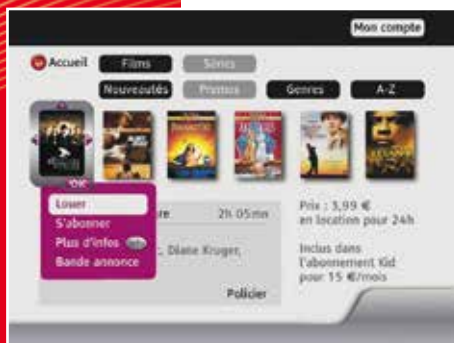 Mon compte
Accueil Films Séries
Nouveautés Promos Genres A-Z
OK
Louer
S'abonner
Plus d'infos
Bande annonce
2h 05mn
Diane Kruger,
Policier
Prix : 3,99 €
en location pour 24h
Inclus dans
l'abonnement Kid
pour 15 €/mois